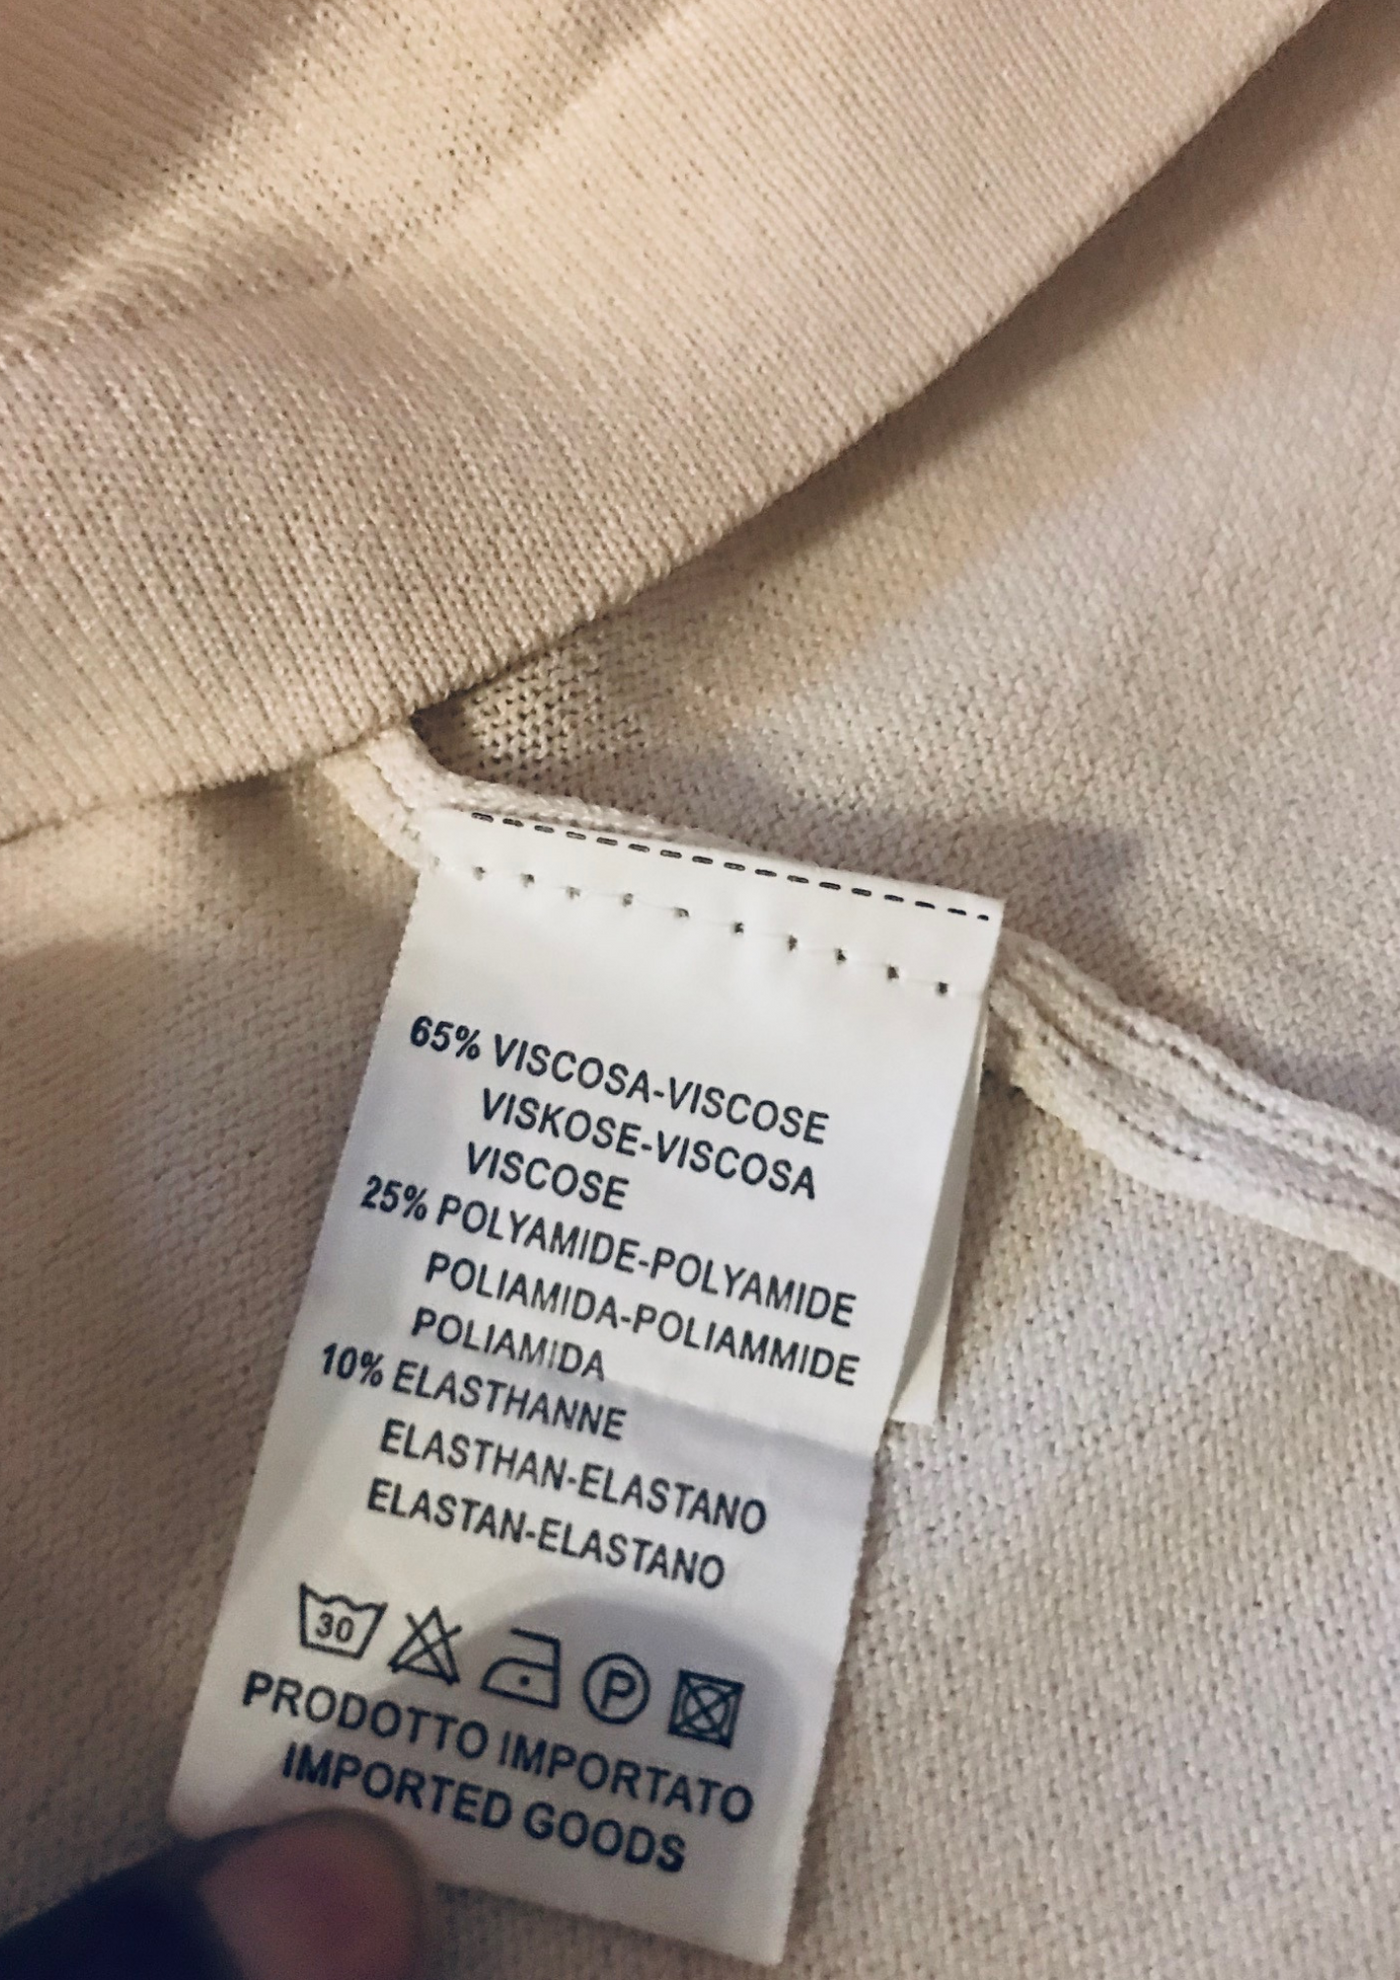 65% VISCOSA-VISCOSE
VISKOSE-VISCOSA
VISCOSE
25% POLYAMIDE-POLYAMIDE
POLIAMIDA-POLIAMMIDE
POLIAMIDA
10% ELASTHANNE
ELASTHAN-ELASTANO
ELASTAN-ELASTANO
30 P
PRODOTTO IMPORTATO
IMPORTED GOODS